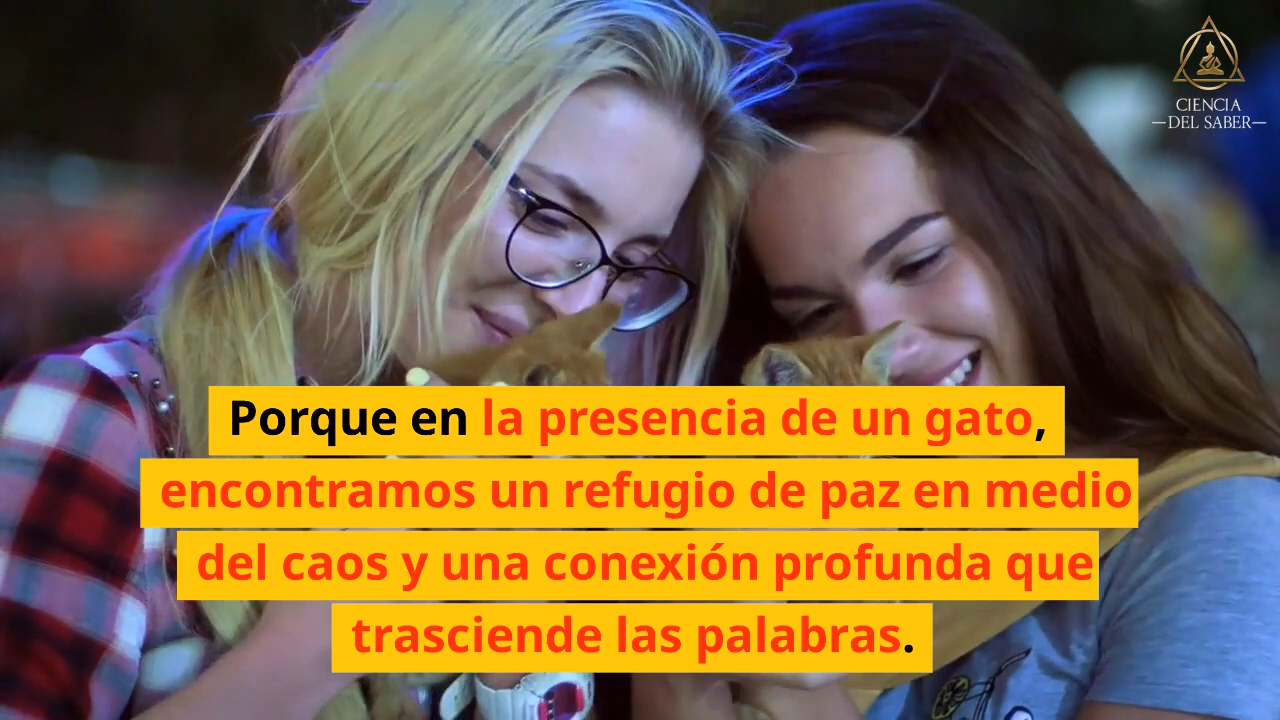 CIENCIA
DEL SABER
Porque en la presencia de un gato,
encontramos un refugio de paz en medio
del caos y una conexión profunda que
trasciende las palabras.